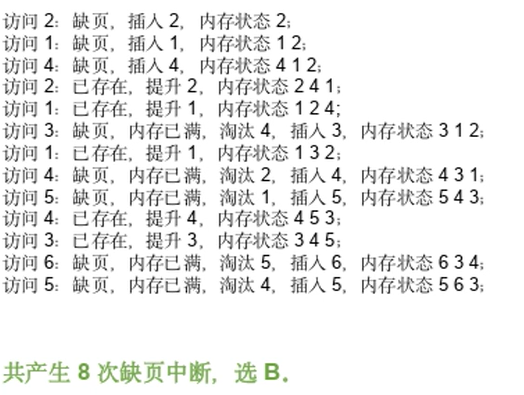 访问 2：缺页，插入 2，内存状态 2；
访问 1：缺页，插入 1，内存状态 1 2；
访问 4：缺页，插入 4，内存状态 4 1 2；
访问 2：已存在，提升 2，内存状态 2 4 1；
访问 1：已存在，提升 1，内存状态 1 2 4；
访问 3：缺页，内存已满，淘汰 4，插入 3，内存状态 3 1 2；
访问 1：已存在，提升 1，内存状态 1 3 2；
访问 4：缺页，内存已满，淘汰 2，插入 4，内存状态 4 3 1；
访问 5：缺页，内存已满，淘汰 1，插入 5，内存状态 5 4 3；
访问 4：已存在，提升 4，内存状态 4 5 3；
访问 3：已存在，提升 3，内存状态 3 4 5；
访问 6：缺页，内存已满，淘汰 5，插入 6，内存状态 6 3 4；
访问 5：缺页，内存已满，淘汰 4，插入 5，内存状态 5 6 3；
共产生 8 次缺页中断，选 B．